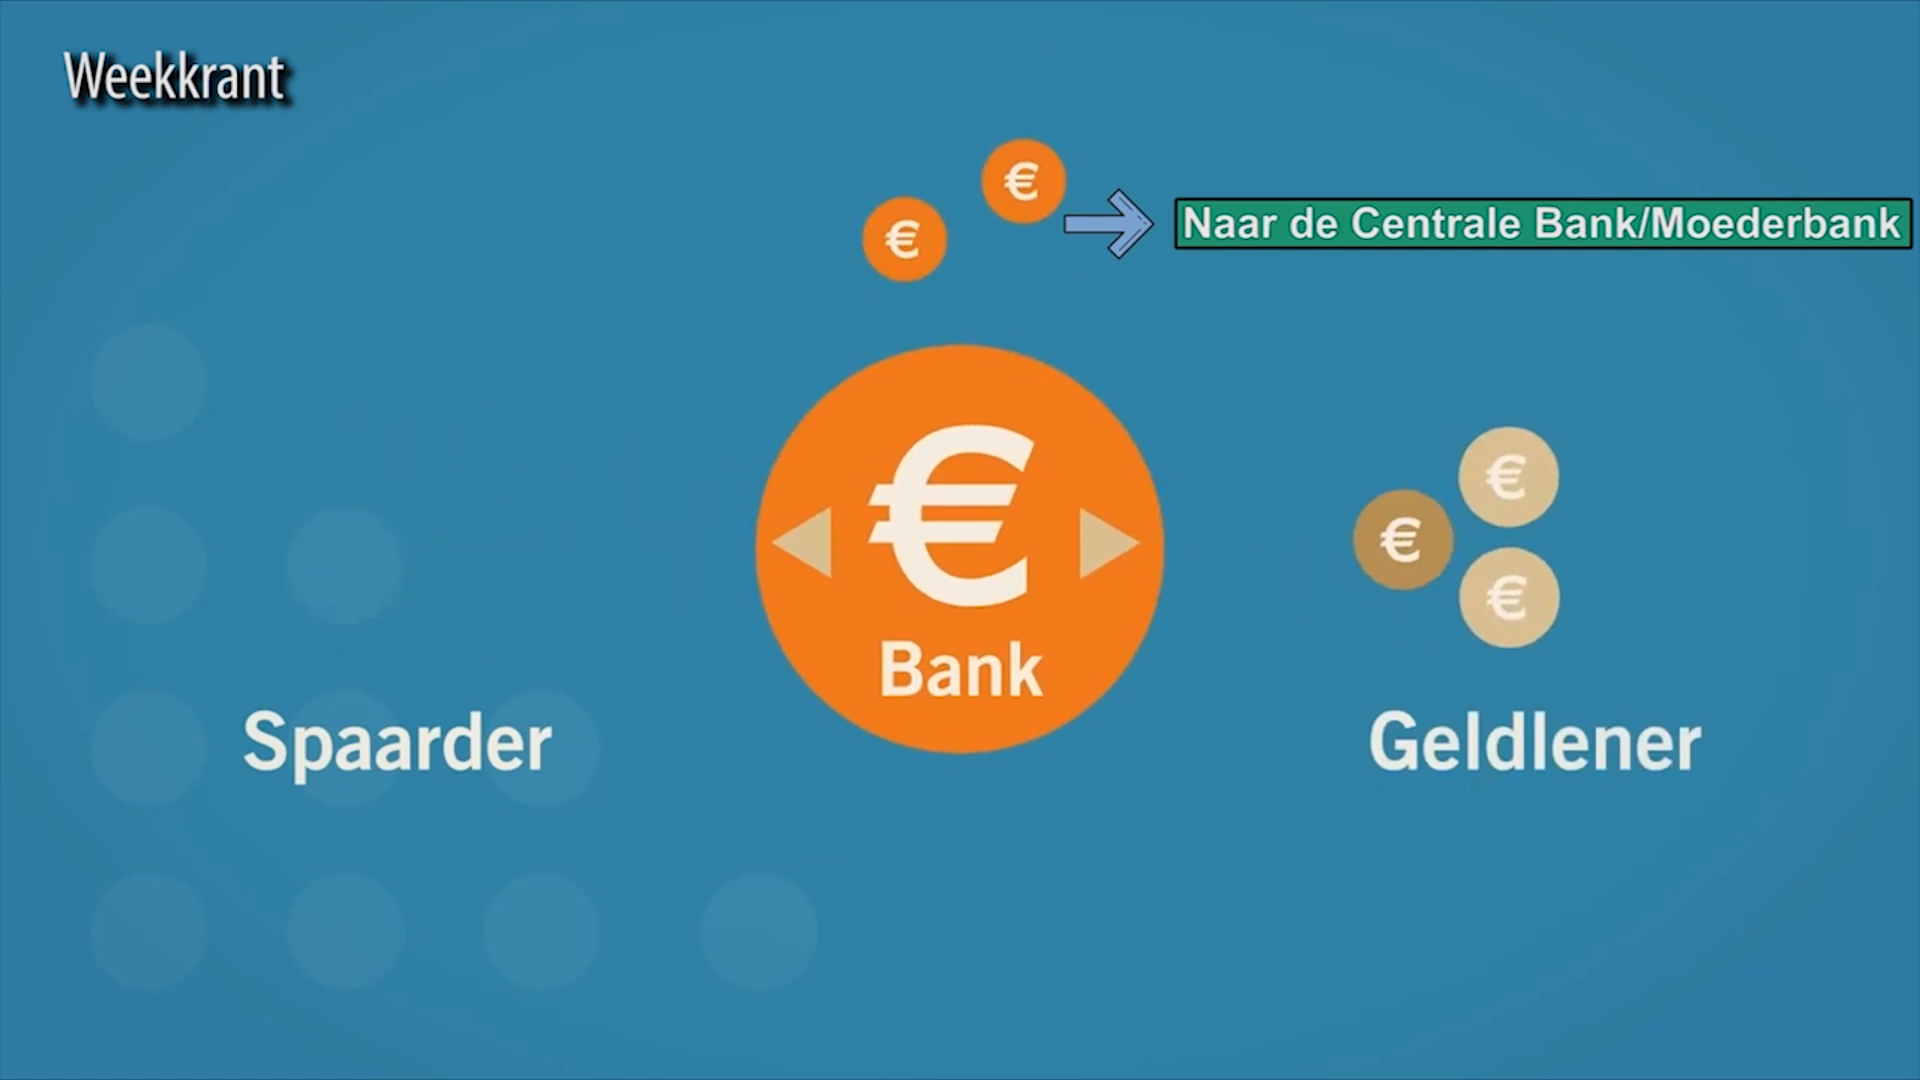 Weekkrant
€
€
Naar de Centrale Bank/Moederbank
€
€
€
€
Bank
Spaarder
Geldlener